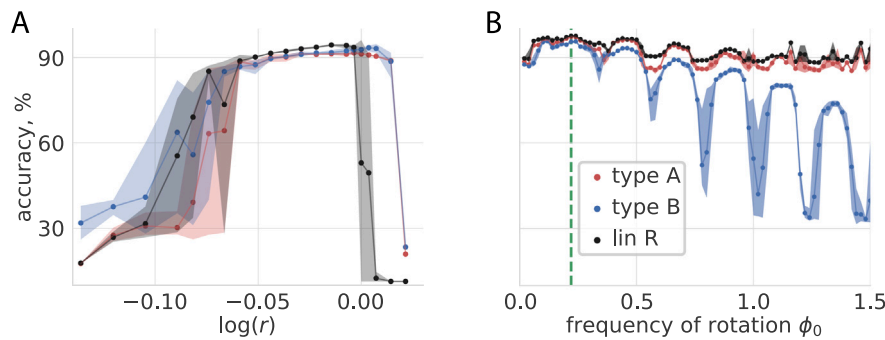 A
accuracy, %
90
60
30
−0.10
−0.05
0.00
log(r)
B
type A
type B
lin R
0.0
0.5
1.0
1.5
frequency of rotation ϕ₀